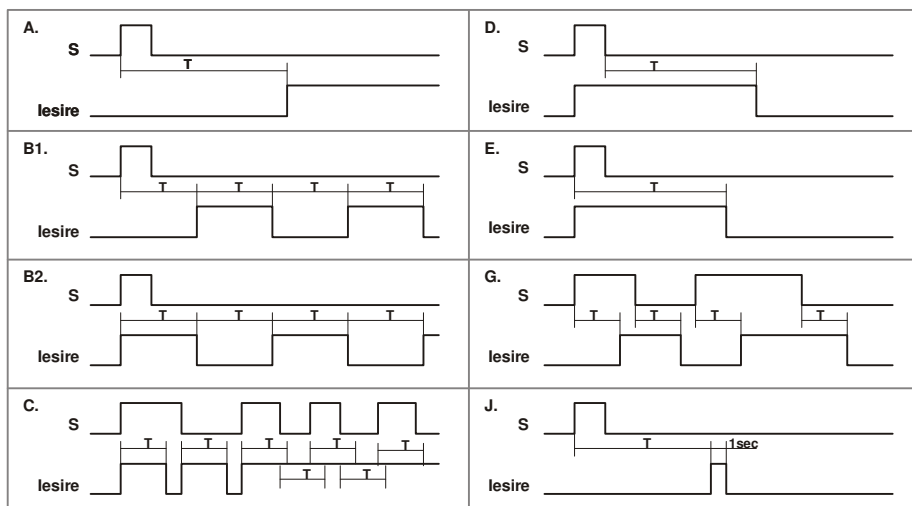 A.
S
T
Iesire
B1.
S
T T T T
Iesire
B2.
S
T T T T
Iesire
C.
S
T T T T T
T T
Iesire
D.
S
T
Iesire
E.
S
T
Iesire
G.
S
T T T T
Iesire
J.
S
T 1sec
Iesire